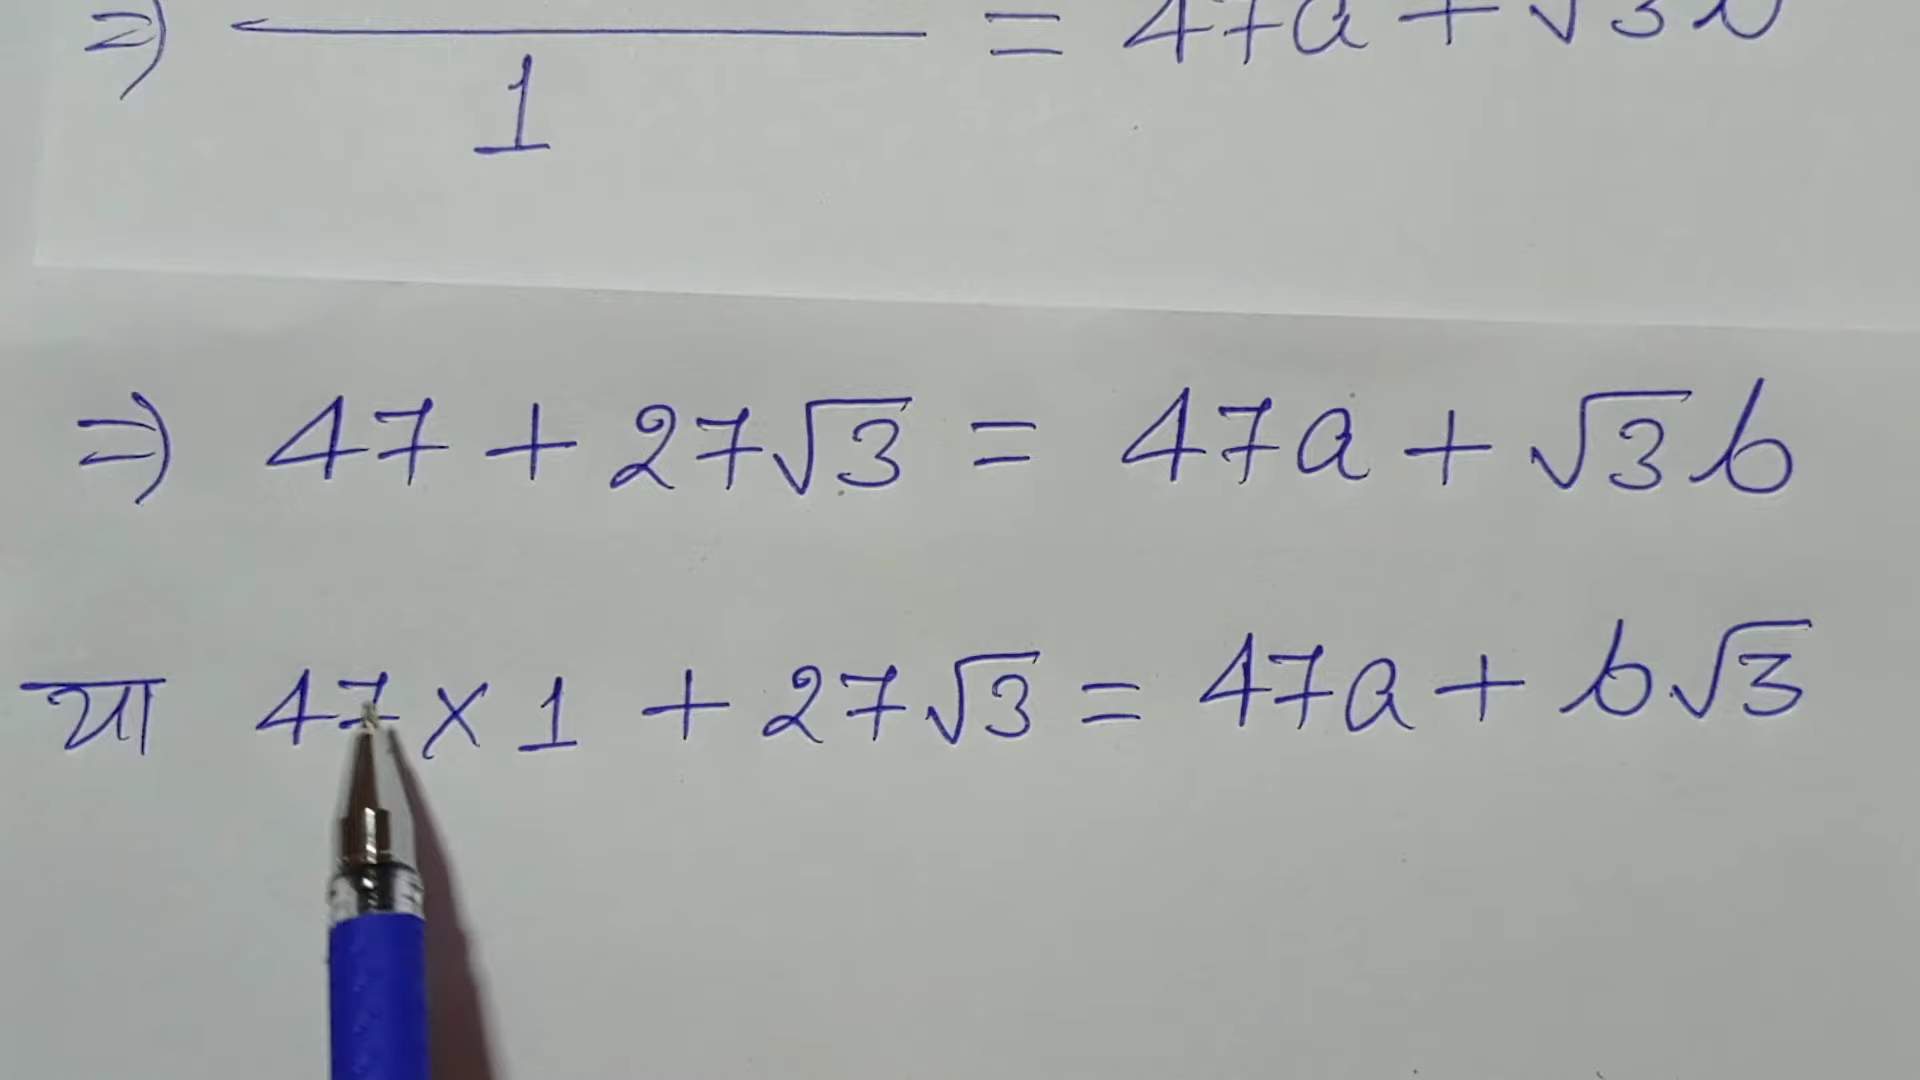 ⇒ ———— = 47a + √3 b
1
⇒ 47 + 27√3 = 47a + √3 b
या 47 × 1 + 27√3 = 47a + b√3